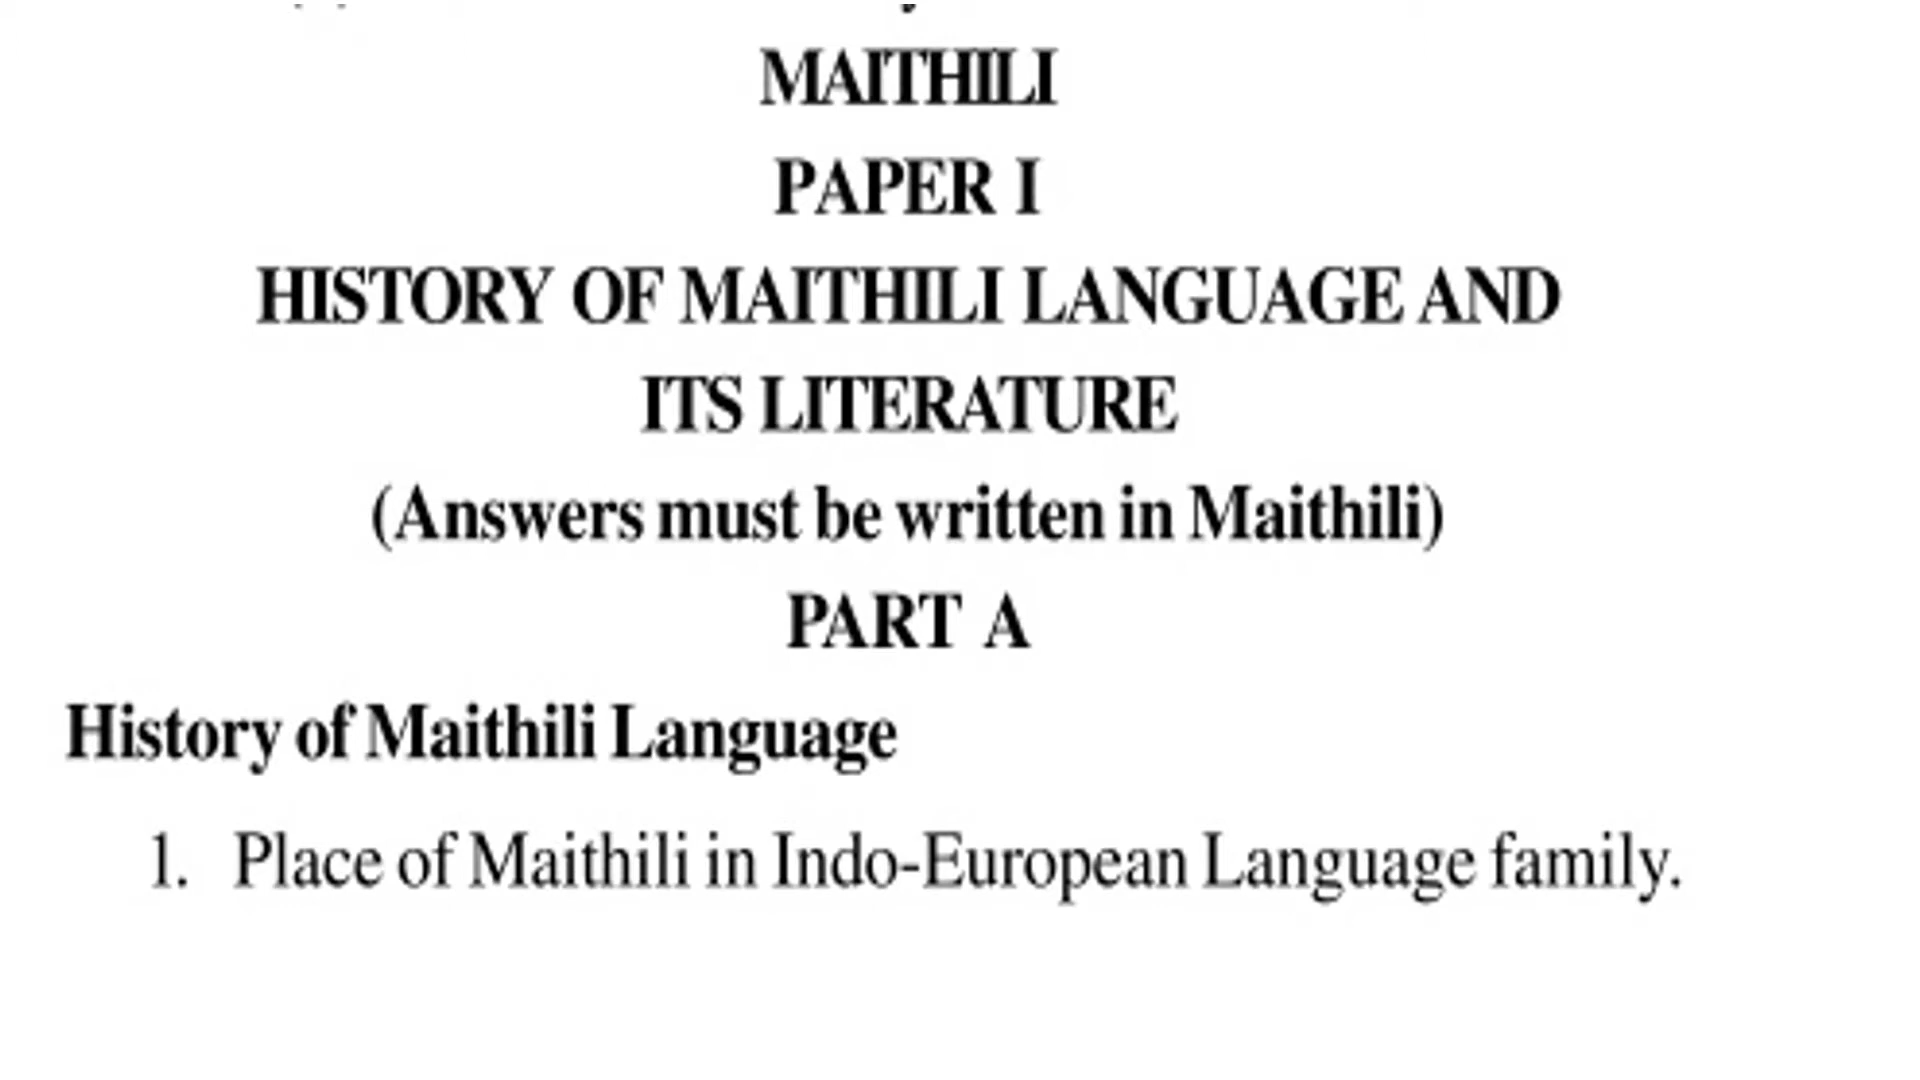 MAITHILI
PAPER I
HISTORY OF MAITHILI LANGUAGE AND
ITS LITERATURE
(Answers must be written in Maithili)
PART A
History of Maithili Language
1. Place of Maithili in Indo-European Language family.